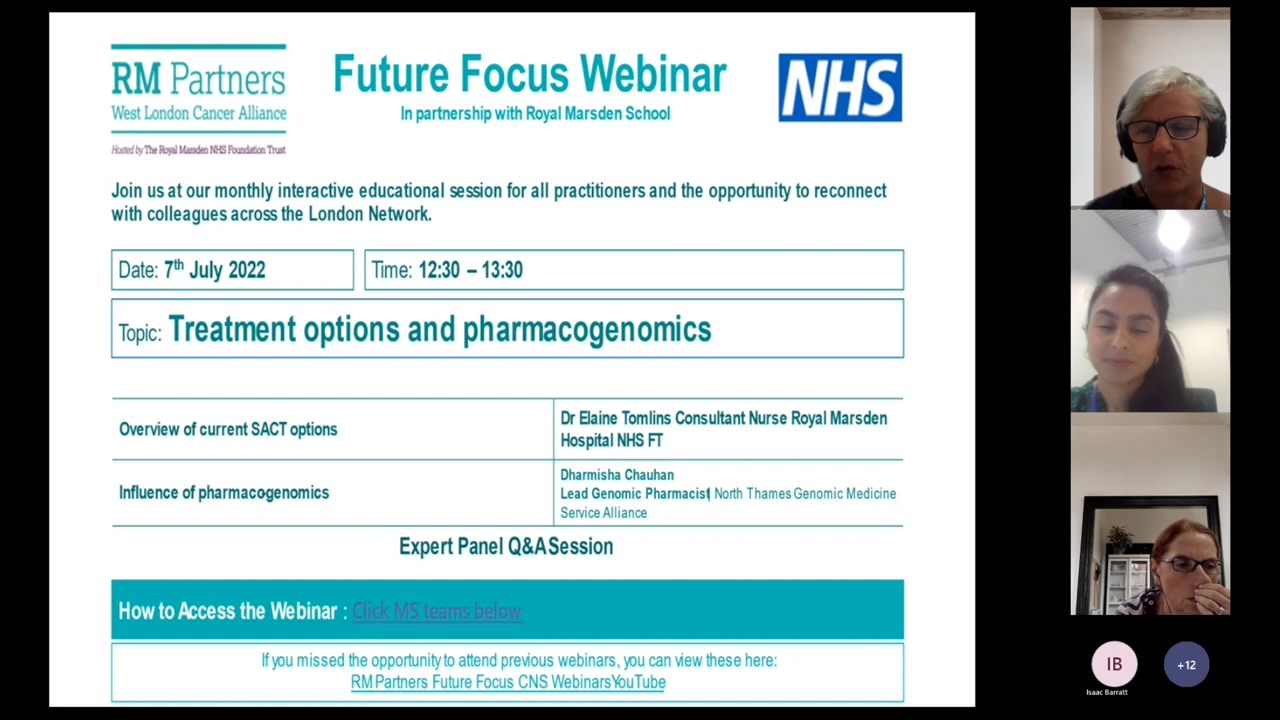 RM Partners
West London Cancer Alliance
Hosted by The Royal Marsden NHS Foundation Trust
Future Focus Webinar
In partnership with Royal Marsden School
NHS
Join us at our monthly interactive educational session for all practitioners and the opportunity to reconnect
with colleagues across the London Network.
Date: 7th July 2022
Time: 12:30 – 13:30
Topic: Treatment options and pharmacogenomics
Overview of current SACT options
Dr Elaine Tomlins Consultant Nurse Royal Marsden
Hospital NHS FT
Influence of pharmacogenomics
Dharmisha Chauhan
Lead Genomic Pharmacist| North Thames Genomic Medicine
Service Alliance
Expert Panel Q&A Session
How to Access the Webinar : Click MS teams below
If you missed the opportunity to attend previous webinars, you can view these here:
RM Partners Future Focus CNS WebinarsYouTube
IB
+12
Isaac Barratt